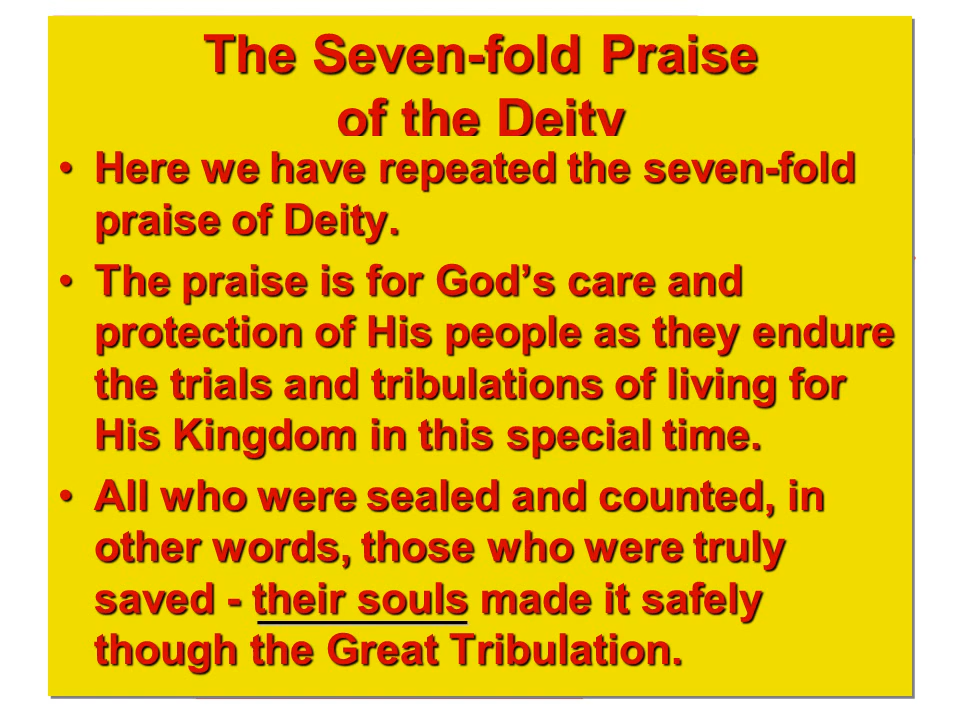 The Seven-fold Praise
of the Deity
• Here we have repeated the seven-fold
praise of Deity.
• The praise is for God’s care and
protection of His people as they endure
the trials and tribulations of living for
His Kingdom in this special time.
• All who were sealed and counted, in
other words, those who were truly
saved - their souls made it safely
though the Great Tribulation.